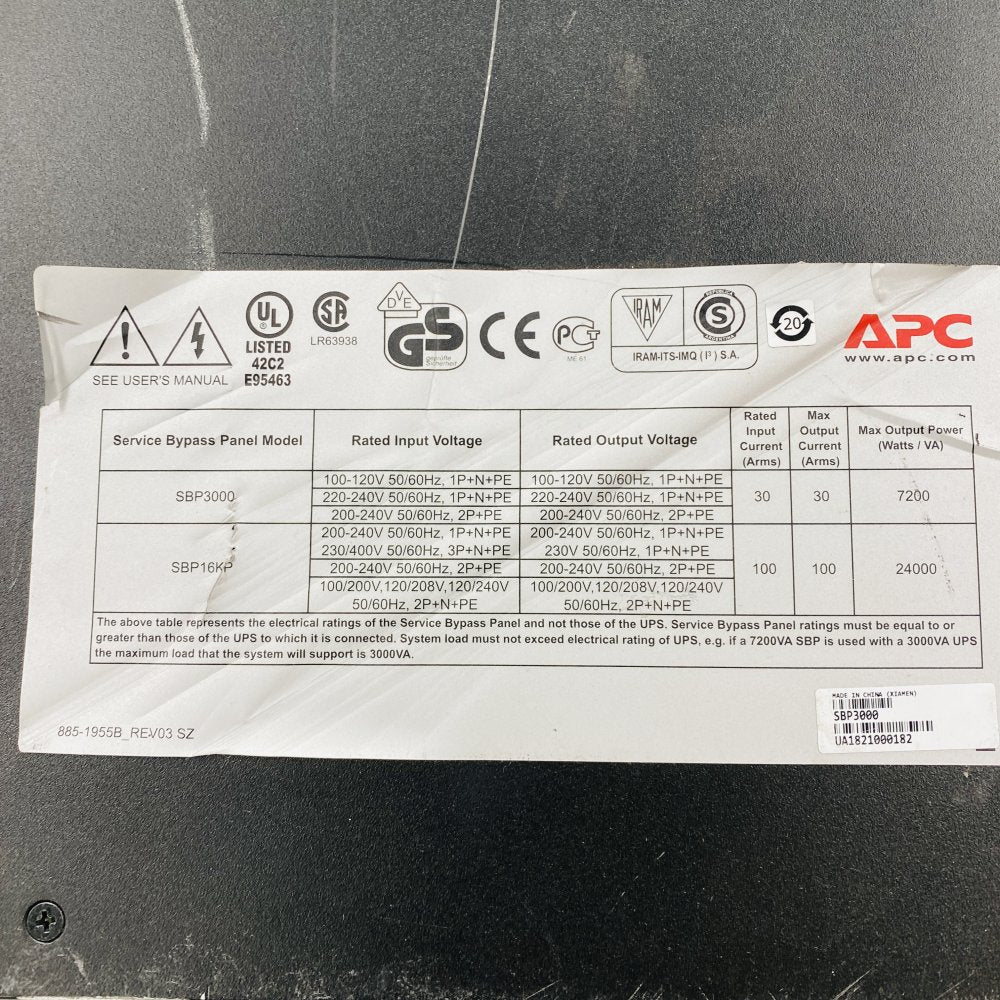 SEE USER'S MANUAL
UL
®
LISTED
42C2
E95463
SA
LR63938
DVE
GS
geprüfte
Sicherheit
CE
PCT
ME 61
IRAM
REPUBLICA
S
ARGENTINA
IRAM-ITS-IMQ (I³) S.A.
20
APC
www.apc.com
Service Bypass Panel Model
Rated Input Voltage
Rated Output Voltage
Rated
Input
Current
(Arms)
Max
Output
Current
(Arms)
Max Output Power
(Watts / VA)
SBP3000
100-120V 50/60Hz, 1P+N+PE
220-240V 50/60Hz, 1P+N+PE
200-240V 50/60Hz, 2P+PE
100-120V 50/60Hz, 1P+N+PE
220-240V 50/60Hz, 1P+N+PE
200-240V 50/60Hz, 2P+PE
30
30
7200
SBP16KP
200-240V 50/60Hz, 1P+N+PE
230/400V 50/60Hz, 3P+N+PE
200-240V 50/60Hz, 2P+PE
100/200V,120/208V,120/240V
50/60Hz, 2P+N+PE
200-240V 50/60Hz, 1P+N+PE
230V 50/60Hz, 1P+N+PE
200-240V 50/60Hz, 2P+PE
100/200V,120/208V,120/240V
50/60Hz, 2P+N+PE
100
100
24000
The above table represents the electrical ratings of the Service Bypass Panel and not those of the UPS. Service Bypass Panel ratings must be equal to or
greater than those of the UPS to which it is connected. System load must not exceed electrical rating of UPS, e.g. if a 7200VA SBP is used with a 3000VA UPS
the maximum load that the system will support is 3000VA.
885-1955B_REV03 SZ
MADE IN CHINA (XIAMEN)
SBP3000
UA1821000182